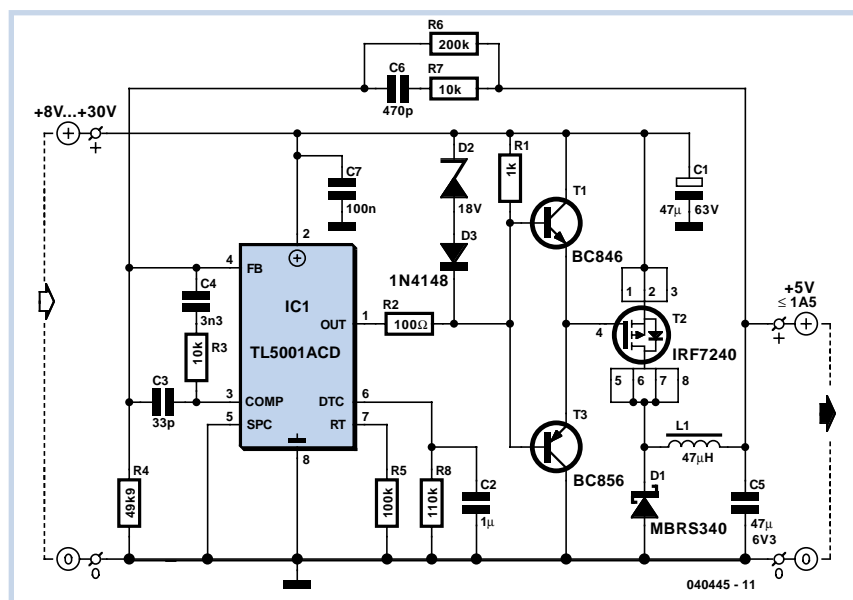 R6
200k
C6
R7
470p
10k
+8V...+30V
+
+
D2
R1
1k
T1
C1
C7
100n
18V
47µ
63V
2
D3
BC846
4
FB
C4
1N4148
1
2
3
+5V
≤ 1A5
3n3
IC1
OUT
1
R2
100Ω
4
T2
+
+
10k
R3
TL5001ACD
IRF7240
C3
5
6
7
8
33p
3
COMP
DTC
6
5
SPC
RT
7
T3
L1
47µH
8
R4
49k9
R5
100k
R8
110k
C2
1µ
BC856
D1
C5
MBRS340
47µ
6V3
0
0
0
0
040445 - 11